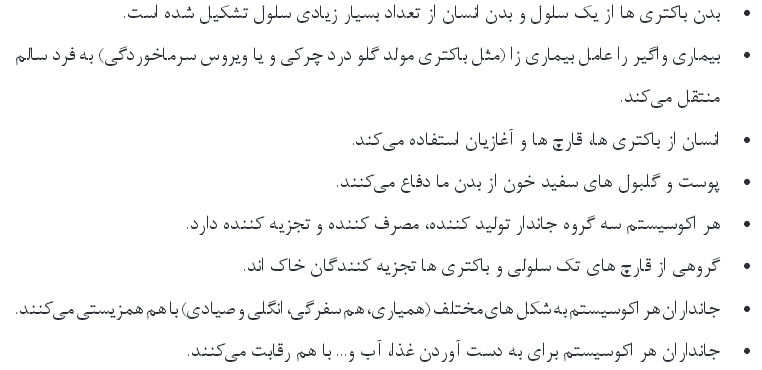 • بدن باکتری ها از یک سلول و بدن انسان از تعداد بسیار زیادی سلول تشکیل شده است.
• بیماری واگیر را عامل بیماری زا (مثل باکتری مولد گلو درد چرکی و یا ویروس سرماخوردگی) به فرد سالم
منتقل می‌کند.
• انسان از باکتری ها، قارچ ها و آغازیان استفاده می‌کند.
• پوست و گلبول های سفید خون از بدن ما دفاع می‌کنند.
• هر اکوسیستم سه گروه جاندار تولید کننده، مصرف کننده و تجزیه کننده دارد.
• گروهی از قارچ های تک سلولی و باکتری ها تجزیه کنندگان خاک اند.
• جانداران هر اکوسیستم به شکل های مختلف (همیاری، هم سفرگی، انگلی و صیادی) با هم همزیستی می‌کنند.
• جانداران هر اکوسیستم برای به دست آوردن غذا، آب و... با هم رقابت می‌کنند.